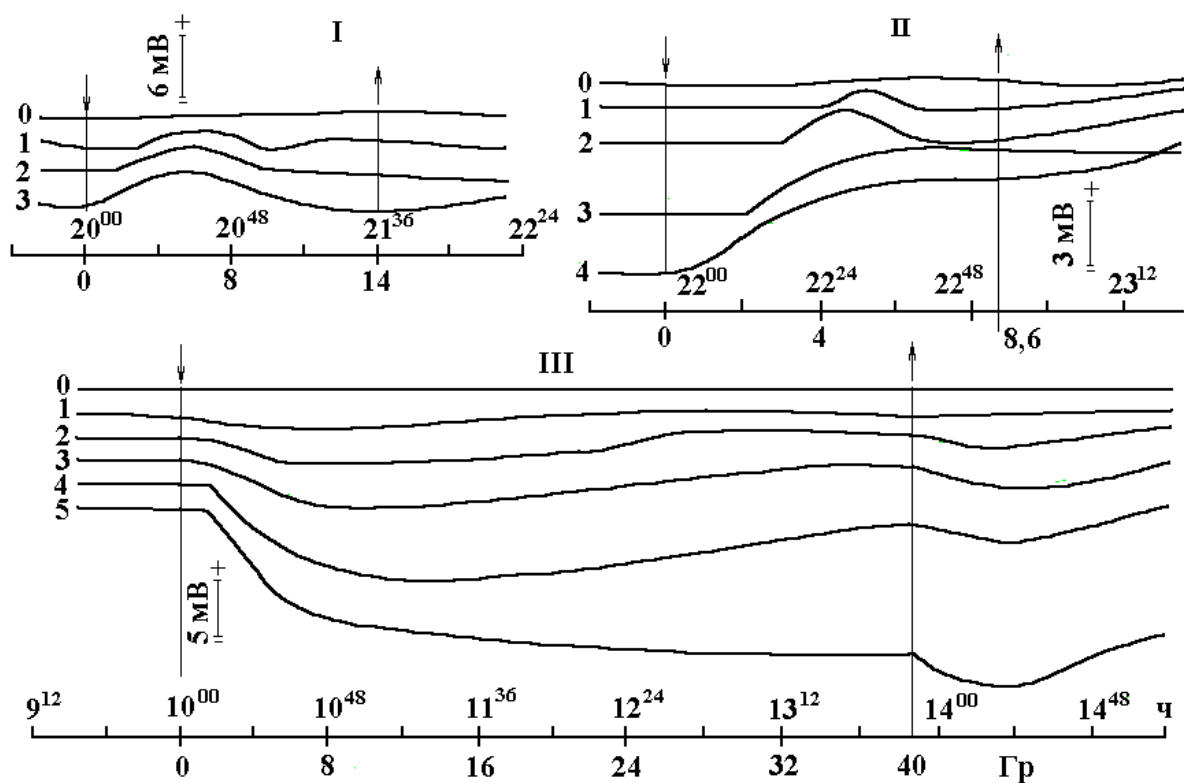 I
6 мВ +
0
1
2
3
20⁰⁰ 20⁴⁸ 21³⁶ 22²⁴
0 8 14
II
0
1
2
3
4
3 мВ +
22⁰⁰ 22²⁴ 22⁴⁸ 23¹²
0 4 8,6
III
0
1
2
3
4
5
5 мВ +
9¹² 10⁰⁰ 10⁴⁸ 11³⁶ 12²⁴ 13¹² 14⁰⁰ 14⁴⁸ ч
0 8 16 24 32 40 Гр